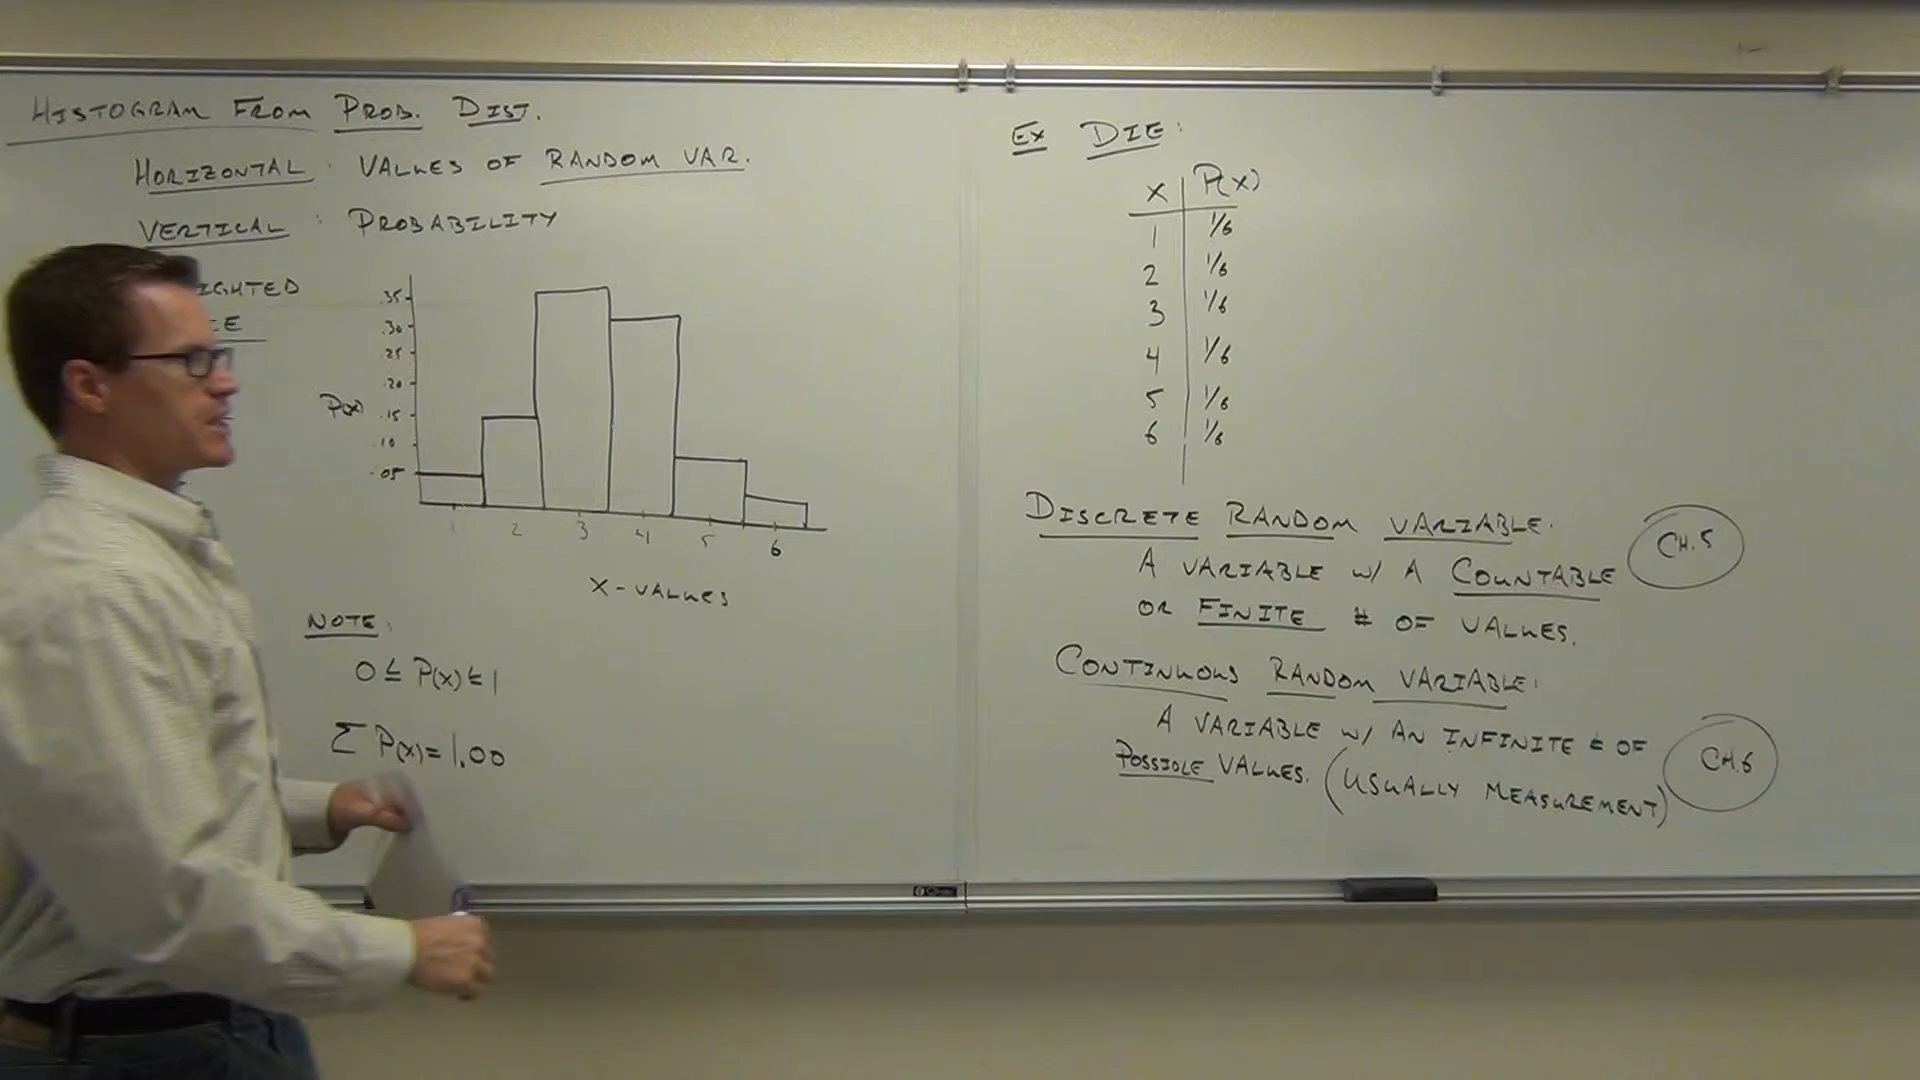 HISTOGRAM FROM PROB. DIST.
HORIZONTAL: VALUES OF RANDOM VAR.
VERTICAL: PROBABILITY
IGHTED
IE
.35
.30
.25
.20
P(X) .15
.10
.05
1 2 3 4 5 6
X-VALUES
NOTE:
0 ≤ P(X) ≤ 1
Σ P(X) = 1.00
EX DIE:
X P(X)
1 1/6
2 1/6
3 1/6
4 1/6
5 1/6
6 1/6
DISCRETE RANDOM VARIABLE:
A VARIABLE W/ A COUNTABLE
OR FINITE # OF VALUES.
CH.5
CONTINUOUS RANDOM VARIABLE:
A VARIABLE W/ AN INFINITE # OF
POSSIBLE VALUES. (USUALLY MEASUREMENT)
CH.6